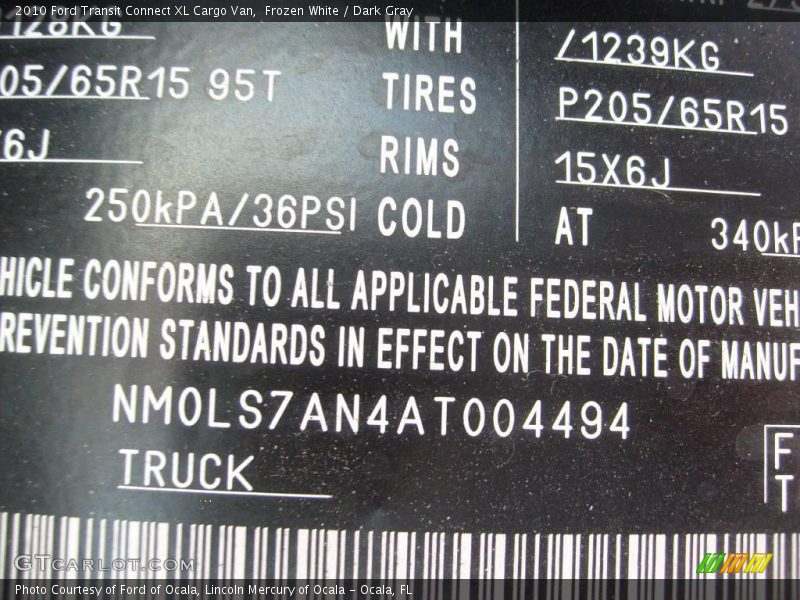 2010 Ford Transit Connect XL Cargo Van, Frozen White / Dark Gray
1128KG WITH /1239KG
05/65R15 95T TIRES P205/65R15
6J RIMS 15X6J
250kPA/36PSI COLD AT 340kP
HICLE CONFORMS TO ALL APPLICABLE FEDERAL MOTOR VEH
REVENTION STANDARDS IN EFFECT ON THE DATE OF MANUF
NM0LS7AN4AT004494
TRUCK
F
T
GTCARLOT.COM
Photo Courtesy of Ford of Ocala, Lincoln Mercury of Ocala - Ocala, FL